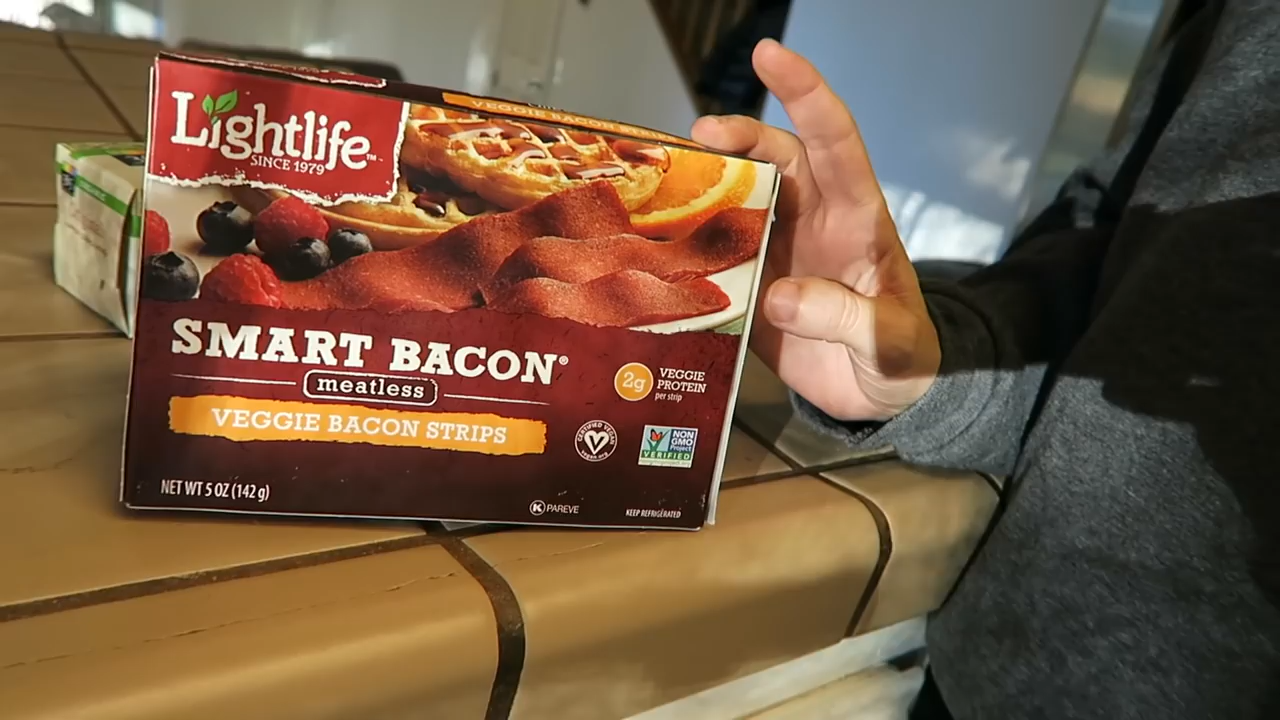 VEGGIE BACON STRIPS
Lightlife™
SINCE 1979
SMART BACON®
meatless
VEGGIE BACON STRIPS
2g
VEGGIE
PROTEIN
per strip
CERTIFIED VEGAN
NON
GMO
Project
VERIFIED
NET WT 5 OZ (142 g)
K PAREVE
KEEP REFRIGERATED